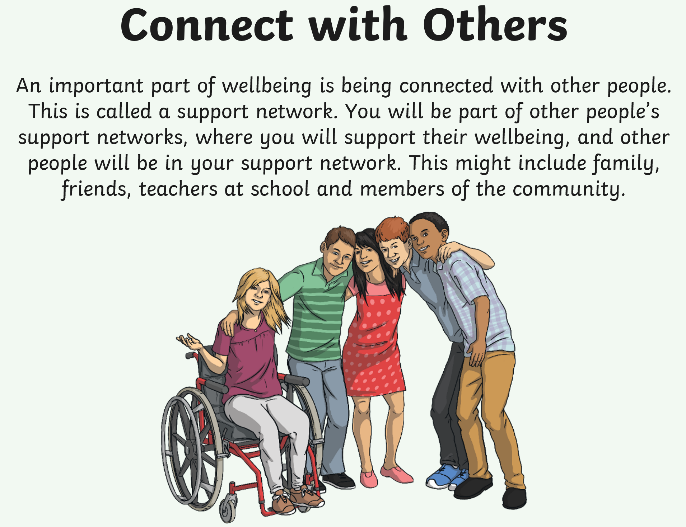 Connect with Others
An important part of wellbeing is being connected with other people.
This is called a support network. You will be part of other people's
support networks, where you will support their wellbeing, and other
people will be in your support network. This might include family,
friends, teachers at school and members of the community.